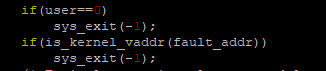 if(user==0)
sys_exit(-1);
if(is_kernel_vaddr(fault_addr))
sys_exit(-1);